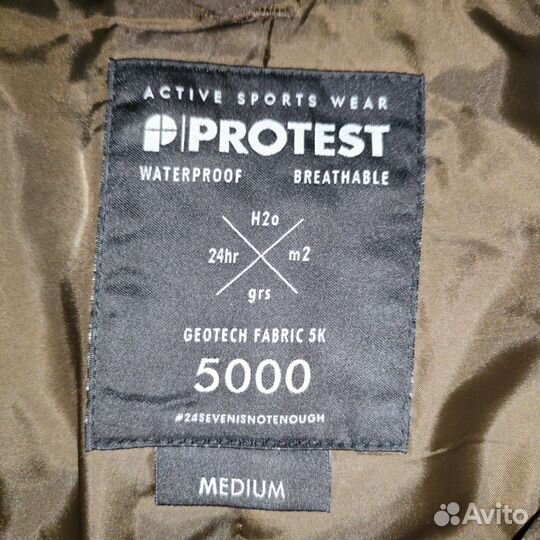 ACTIVE SPORTS WEAR
PROTEST
WATERPROOF BREATHABLE
H2o
24hr m2
grs
GEOTECH FABRIC 5K
5000
#24SEVENISNOTENOUGH
MEDIUM
Avito